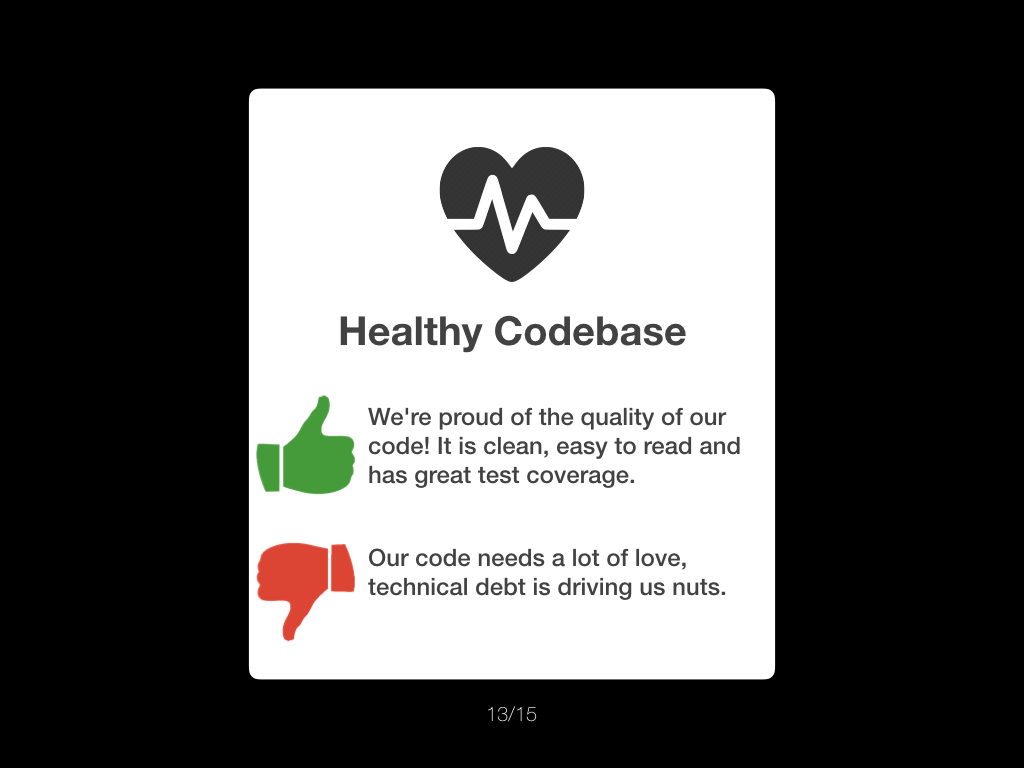 Healthy Codebase
We're proud of the quality of our
code! It is clean, easy to read and
has great test coverage.
Our code needs a lot of love,
technical debt is driving us nuts.
13/15